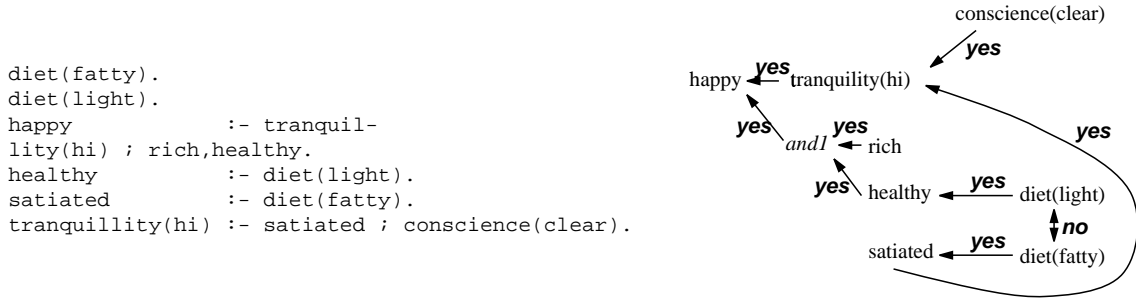 diet(fatty).
diet(light).
happy :- tranquil-
lity(hi) ; rich,healthy.
healthy :- diet(light).
satiated :- diet(fatty).
tranquillity(hi) :- satiated ; conscience(clear).
conscience(clear)
yes
happy yes tranquility(hi)
yes yes yes
and1 rich
yes healthy yes diet(light)
no
satiated yes diet(fatty)